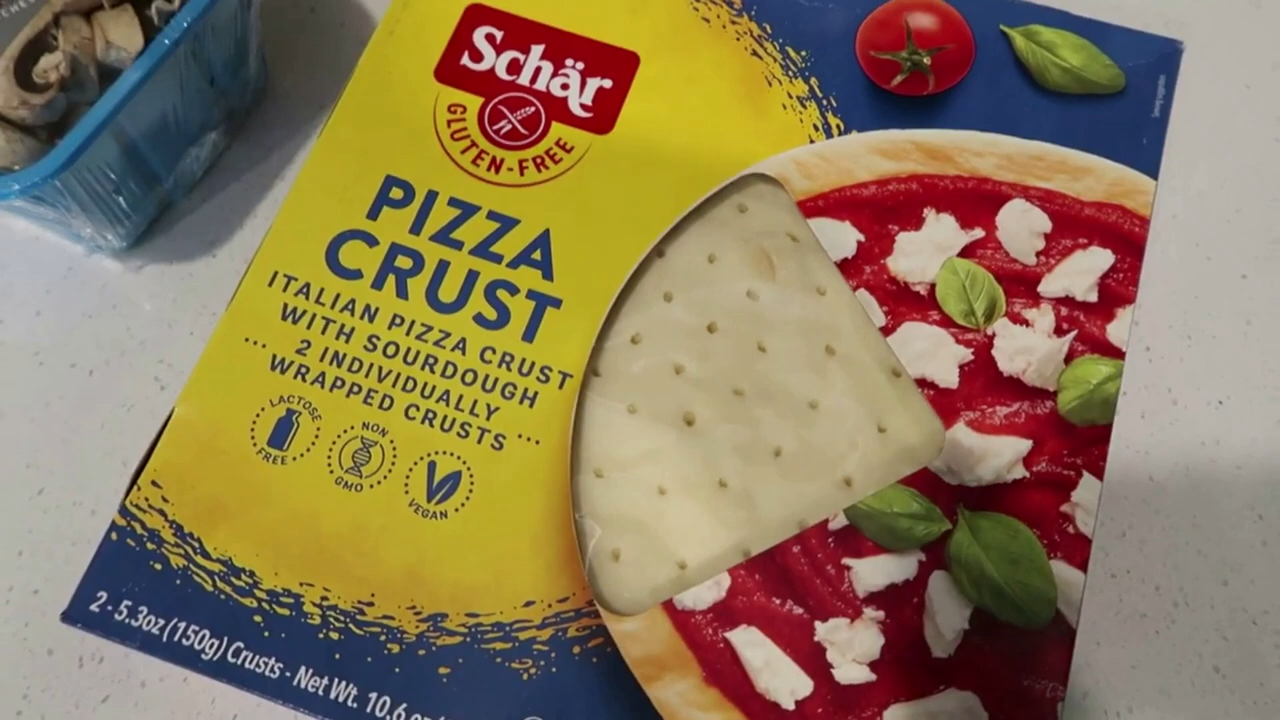 Schär
GLUTEN-FREE
PIZZA
CRUST
ITALIAN PIZZA CRUST
WITH SOURDOUGH
2 INDIVIDUALLY
WRAPPED CRUSTS
LACTOSE
FREE
NON
GMO
VEGAN
2 - 5.3oz (150g) Crusts - Net Wt. 10.6